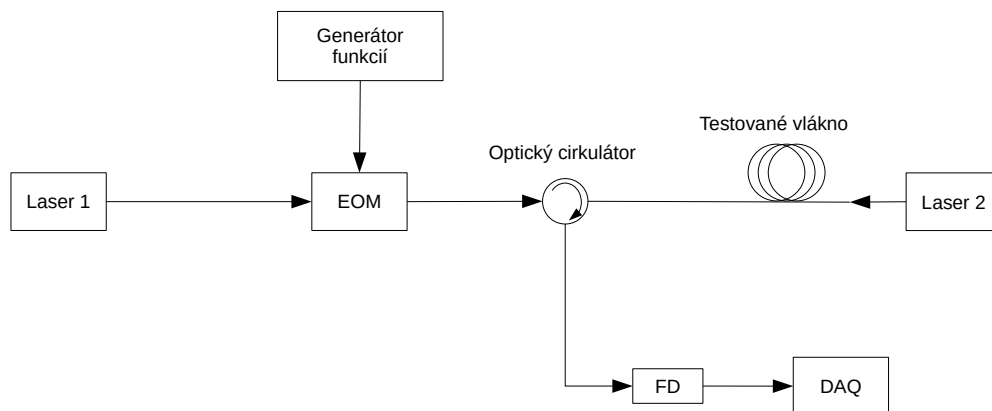 Generátor
funkcií
Testované vlákno
Optický cirkulátor
Laser 1
EOM
Laser 2
FD
DAQ